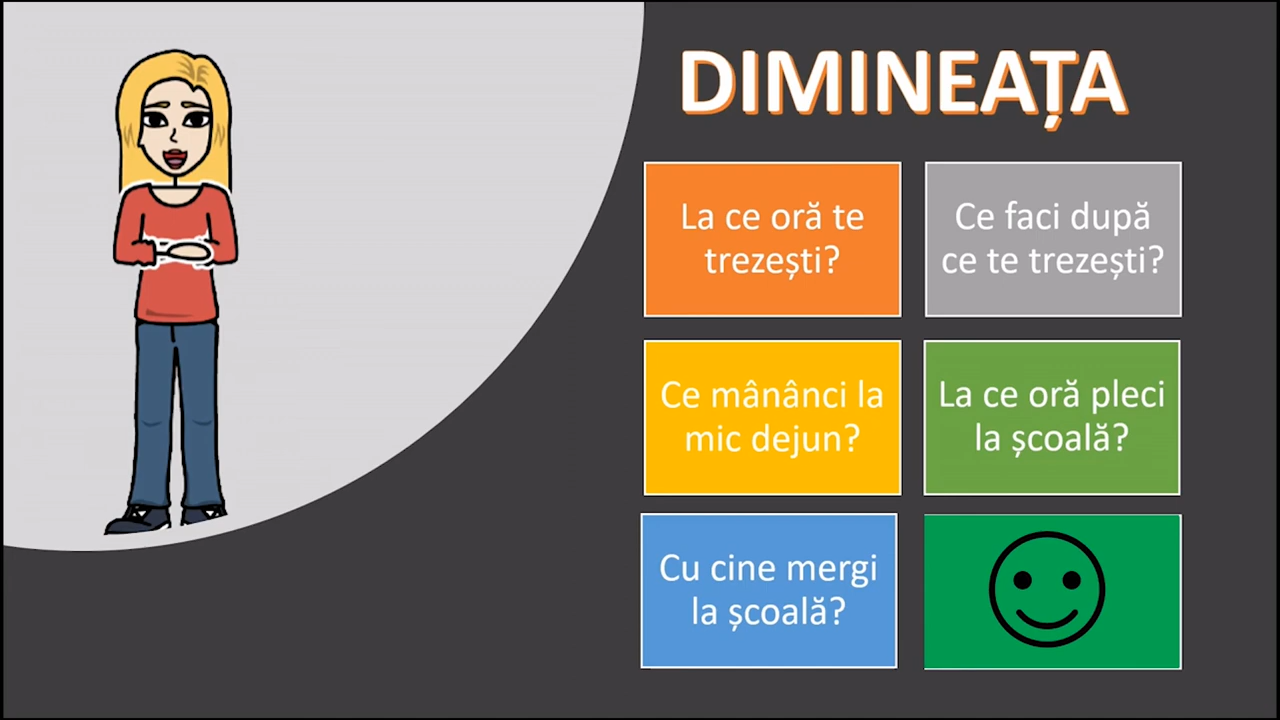 DIMINEAȚA
La ce oră te
trezești?
Ce faci după
ce te trezești?
Ce mânânci la
mic dejun?
La ce oră pleci
la școală?
Cu cine mergi
la școală?